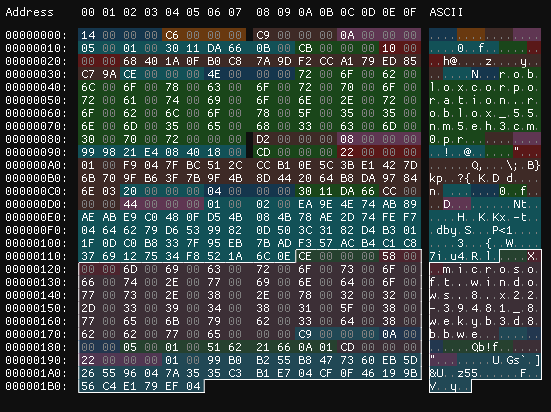 Address 00 01 02 03 04 05 06 07 08 09 0A 0B 0C 0D 0E 0F ASCII
00000000: 14 00 00 00 C6 00 00 00 C9 00 00 00 0A 00 00 00 ................
00000010: 05 00 01 00 30 11 DA 66 0B 00 CB 00 00 00 10 00 ....0..f........
00000020: 00 00 68 40 1A 0F B0 C8 7A 9D F2 CC A1 79 ED 85 ..h@....z....y..
00000030: C7 9A CE 00 00 00 4E 00 00 00 72 00 6F 00 62 00 ......N...r.o.b.
00000040: 6C 00 6F 00 78 00 63 00 6F 00 72 00 70 00 6F 00 l.o.x.c.o.r.p.o.
00000050: 72 00 61 00 74 00 69 00 6F 00 6E 00 2E 00 72 00 r.a.t.i.o.n...r.
00000060: 6F 00 62 00 6C 00 6F 00 78 00 5F 00 35 00 35 00 o.b.l.o.x._.5.5.
00000070: 6E 00 6D 00 35 00 65 00 68 00 33 00 63 00 6D 00 n.m.5.e.h.3.c.m.
00000080: 30 00 70 00 72 00 00 00 D2 00 00 00 08 00 00 00 0.p.r...........
00000090: 99 98 21 E4 08 40 18 00 CD 00 00 00 22 00 00 00 ..!..@......"...
000000A0: 01 00 F9 04 7F BC 51 2C CC B1 0E 5C 3B E1 42 7D ......Q,...\;.B}
000000B0: 6B 70 9F B6 3F 7B 9F 4B 8D 44 20 64 B8 DA 97 84 kp..?{.K.D d....
000000C0: 6E 03 20 00 00 00 04 00 00 00 30 11 DA 66 CC 00 n. .......0..f..
000000D0: 00 00 44 00 00 00 01 00 02 00 EA 9E 4E 74 AB 89 ..D.........Nt..
000000E0: AE AB E9 C0 48 0F D5 4B 08 4B 78 AE 2D 74 FE F7 ....H..K.Kx.-t..
000000F0: 04 64 62 79 D6 53 99 82 0D 50 3C 31 82 D4 B3 01 .dby.S...P<1....
00000100: 1F 0D C0 B8 33 7F 95 EB 7B AD F3 57 AC B4 C1 C8 ....3...{..W....
00000110: 37 69 12 75 34 F8 52 1A 6C 0E CE 00 00 00 58 00 7i.u4.R.l.....X.
00000120: 00 00 6D 00 69 00 63 00 72 00 6F 00 73 00 6F 00 ..m.i.c.r.o.s.o.
00000130: 66 00 74 00 2E 00 77 00 69 00 6E 00 64 00 6F 00 f.t...w.i.n.d.o.
00000140: 77 00 73 00 5F 00 38 00 2E 00 78 00 32 00 32 00 w.s._.8...x.2.2.
00000150: 2D 00 33 00 39 00 34 00 38 00 31 00 5F 00 38 00 -.3.9.4.8.1._.8.
00000160: 77 00 65 00 6B 00 79 00 62 00 33 00 64 00 38 00 w.e.k.y.b.3.d.8.
00000170: 62 00 62 00 77 00 65 00 00 00 C9 00 00 00 0A 00 b.b.w.e.........
00000180: 00 00 05 00 01 00 51 62 21 66 0A 01 CD 00 00 00 ......Qb!f......
00000190: 22 00 00 00 01 00 99 B0 B2 55 B8 47 73 60 EB 5D "........U.Gs`.]
000001A0: 26 55 96 04 7A 35 35 C3 B1 E7 04 CF 0F 46 19 9B &U..z55......F..
000001B0: 56 C4 E1 79 EF 04 V..y..